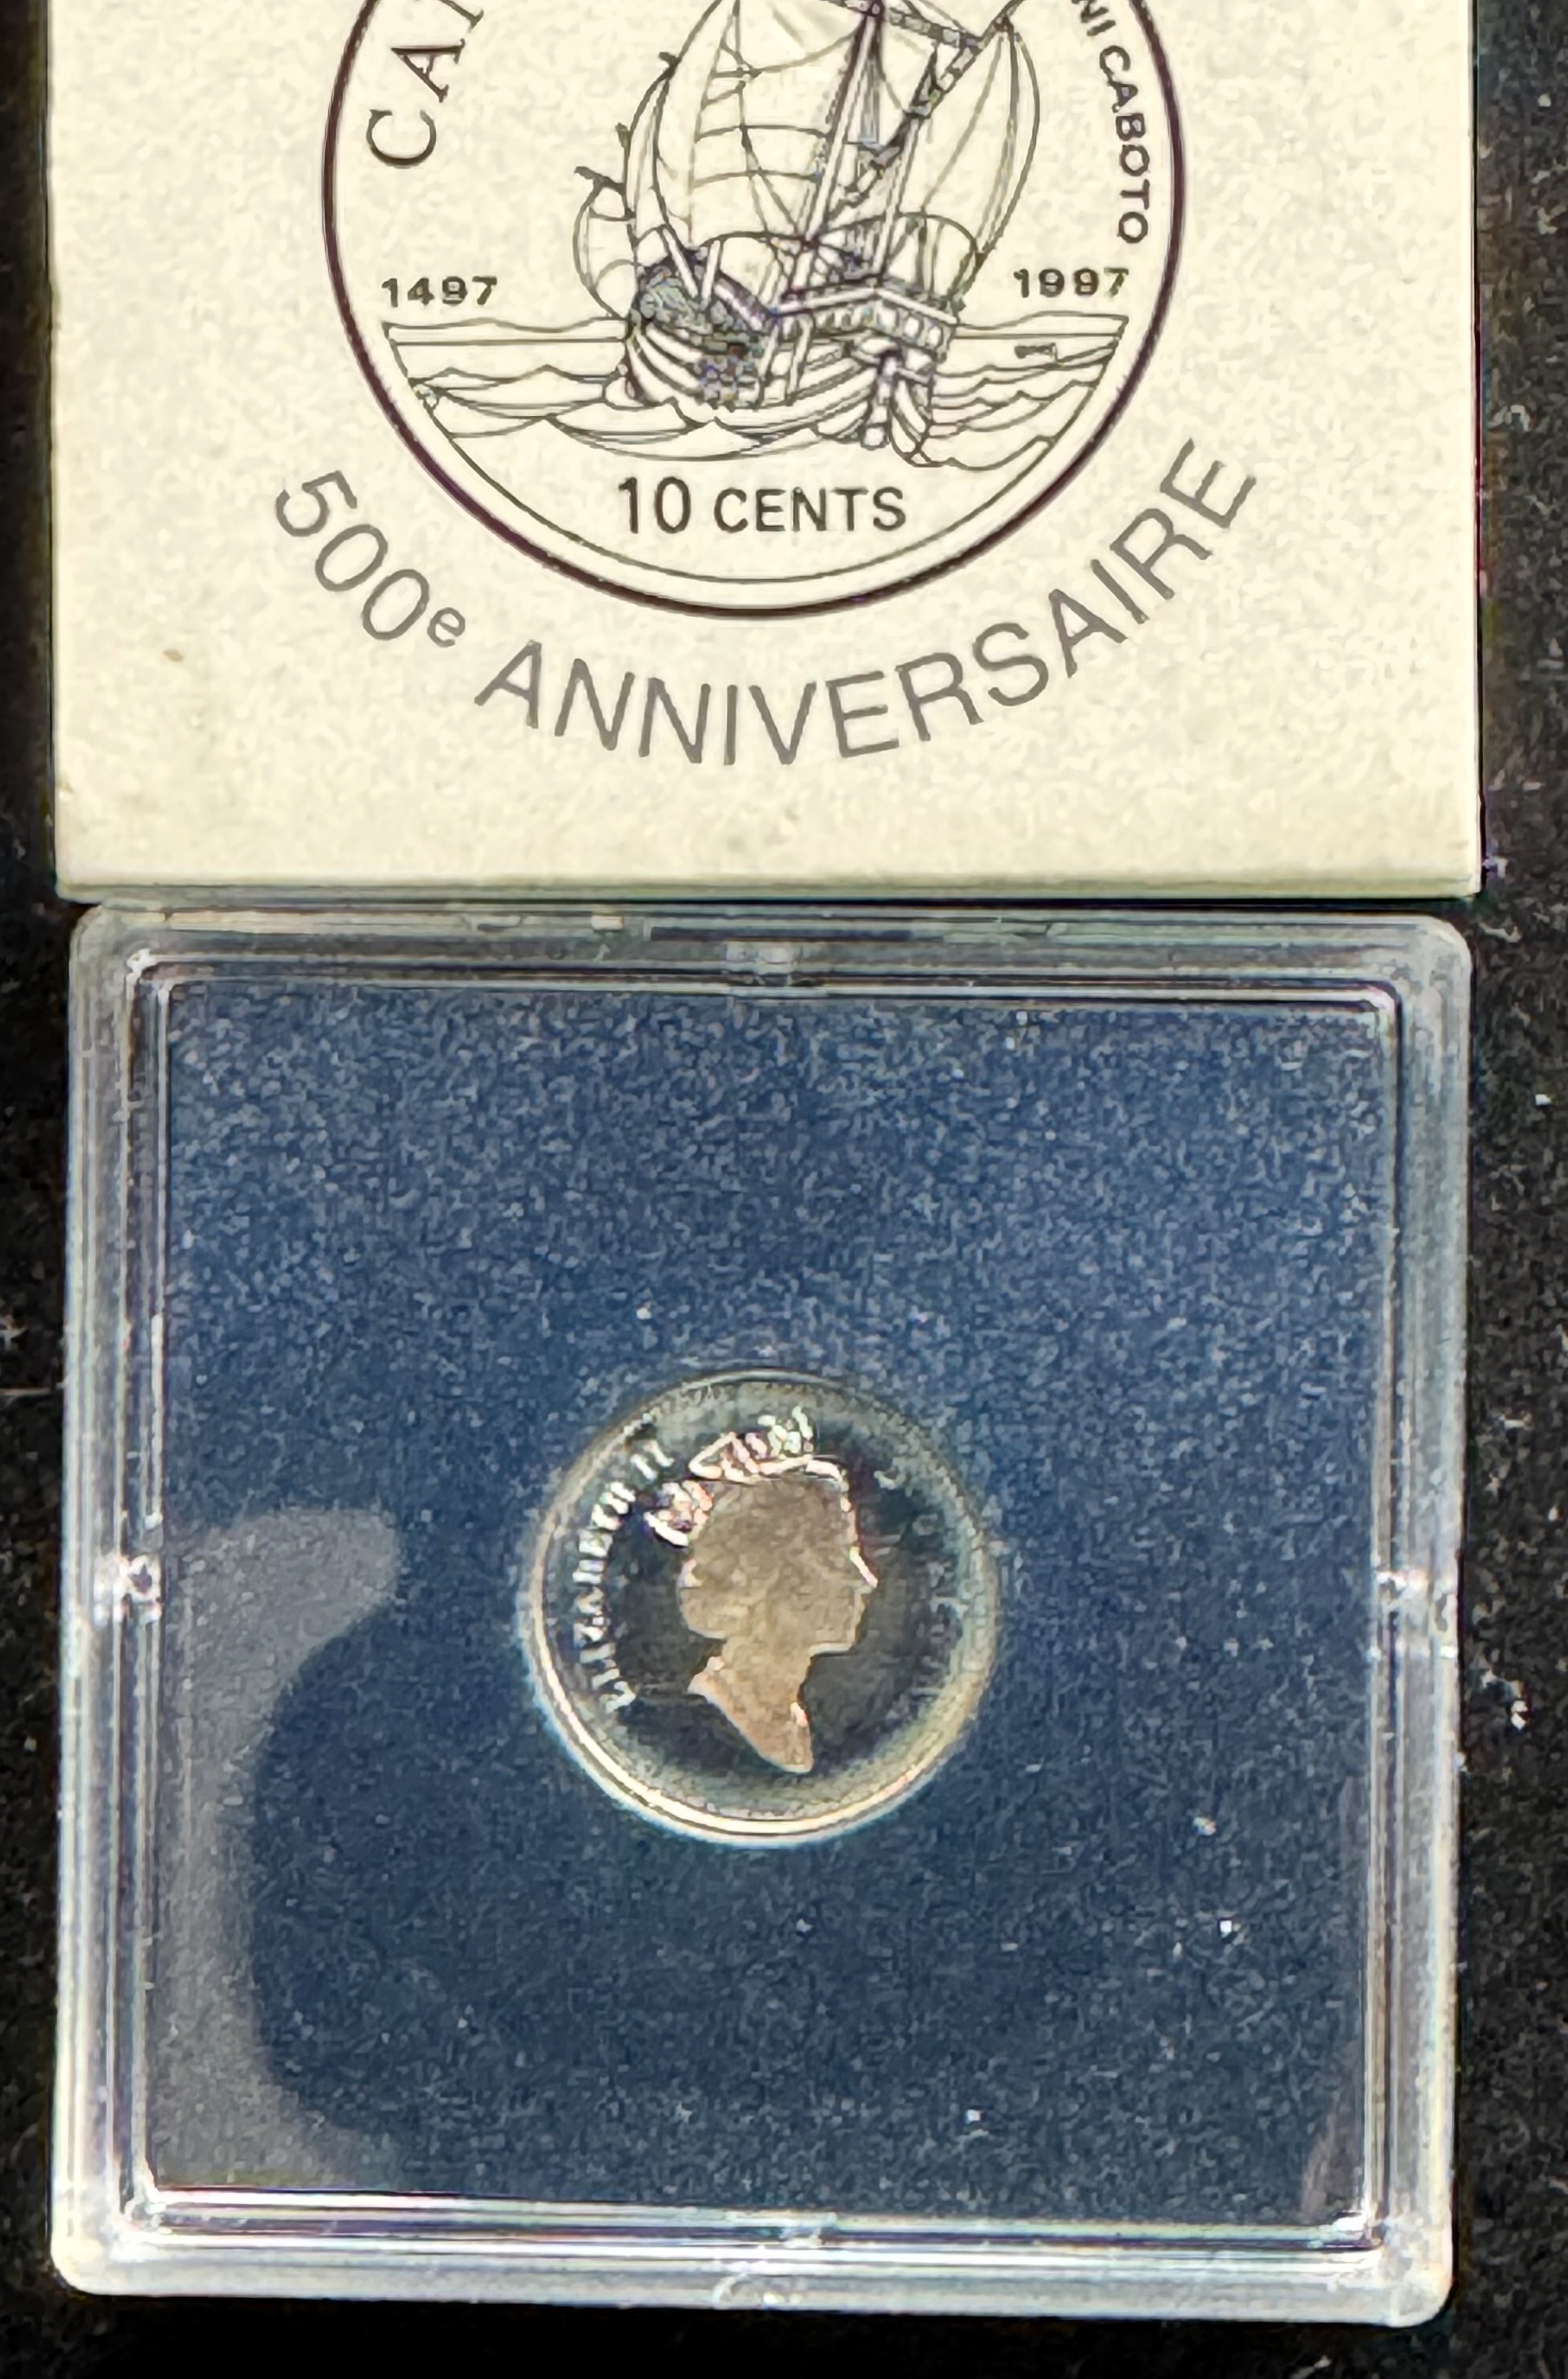 CA
NI CABOTO
1497
1997
10 CENTS
500e ANNIVERSAIRE
ELIZABETH II